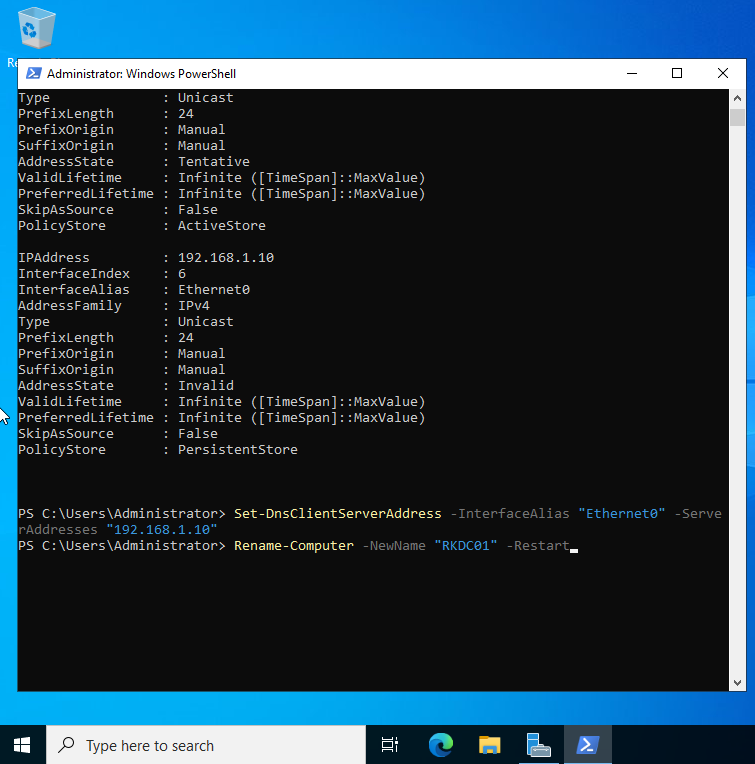 Re
Administrator: Windows PowerShell
Type              : Unicast
PrefixLength      : 24
PrefixOrigin      : Manual
SuffixOrigin      : Manual
AddressState      : Tentative
ValidLifetime     : Infinite ([TimeSpan]::MaxValue)
PreferredLifetime : Infinite ([TimeSpan]::MaxValue)
SkipAsSource      : False
PolicyStore       : ActiveStore
IPAddress         : 192.168.1.10
InterfaceIndex    : 6
InterfaceAlias    : Ethernet0
AddressFamily     : IPv4
Type              : Unicast
PrefixLength      : 24
PrefixOrigin      : Manual
SuffixOrigin      : Manual
AddressState      : Invalid
ValidLifetime     : Infinite ([TimeSpan]::MaxValue)
PreferredLifetime : Infinite ([TimeSpan]::MaxValue)
SkipAsSource      : False
PolicyStore       : PersistentStore
PS C:\Users\Administrator> Set-DnsClientServerAddress -InterfaceAlias "Ethernet0" -Serve
rAddresses "192.168.1.10"
PS C:\Users\Administrator> Rename-Computer -NewName "RKDC01" -Restart
Type here to search